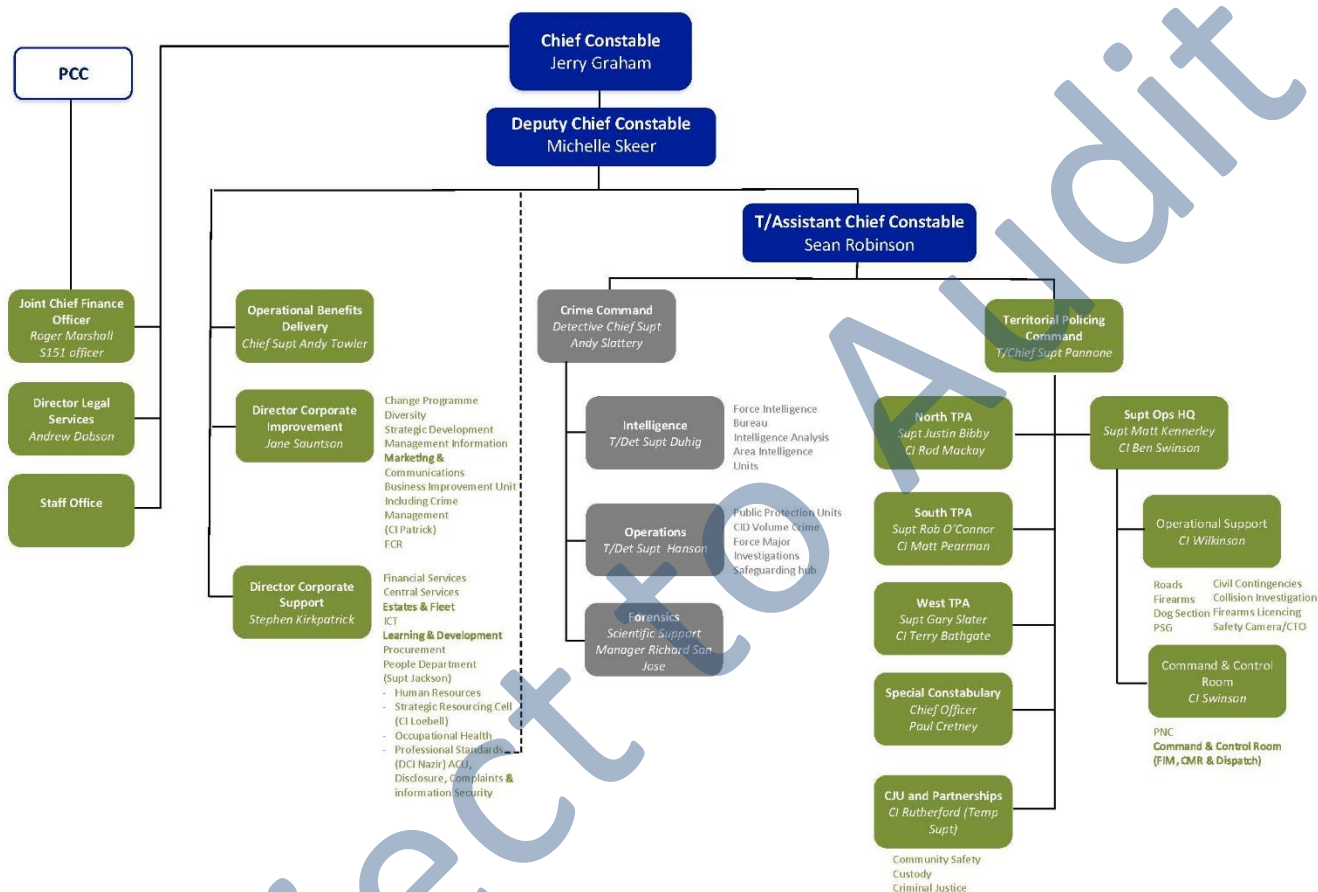 PCC
Chief Constable
Jerry Graham
Deputy Chief Constable
Michelle Skeer
T/Assistant Chief Constable
Sean Robinson
Joint Chief Finance
Officer
Roger Marshall
S151 officer
Director Legal
Services
Andrew Dobson
Staff Office
Operational Benefits
Delivery
Chief Supt Andy Towler
Director Corporate
Improvement
Jane Sauntson
Change Programme
Diversity
Strategic Development
Management Information
Marketing &
Communications
Business Improvement Unit
Including Crime
Management
(CI Patrick)
FCR
Director Corporate
Support
Stephen Kirkpatrick
Financial Services
Central Services
Estates & Fleet
ICT
Learning & Development
Procurement
People Department
(Supt Jackson)
- Human Resources
- Strategic Resourcing Cell
(CI Loebell)
- Occupational Health
- Professional Standards
(DCI Nazir) ACU,
Disclosure, Complaints &
information Security
Crime Command
Detective Chief Supt
Andy Slattery
Intelligence
T/Det Supt Duhig
Force Intelligence
Bureau
Intelligence Analysis
Area Intelligence
Units
Operations
T/Det Supt Hanson
Public Protection Units
CID Volume Crime
Force Major
Investigations
Safeguarding hub
Forensics
Scientific Support
Manager Richard San
Jose
Territorial Policing
Command
T/Chief Supt Pannone
North TPA
Supt Justin Bibby
CI Rod Mackay
South TPA
Supt Rob O'Connor
CI Matt Pearman
West TPA
Supt Gary Slater
CI Terry Bathgate
Special Constabulary
Chief Officer
Paul Cretney
CJU and Partnerships
CI Rutherford (Temp
Supt)
Community Safety
Custody
Criminal Justice
Supt Ops HQ
Supt Matt Kennerley
CI Ben Swinson
Operational Support
CI Wilkinson
Roads Civil Contingencies
Firearms Collision Investigation
Dog Section Firearms Licencing
PSG Safety Camera/CTO
Command & Control
Room
CI Swinson
PNC
Command & Control Room
(FIM, CMR & Dispatch)
ject to Audit